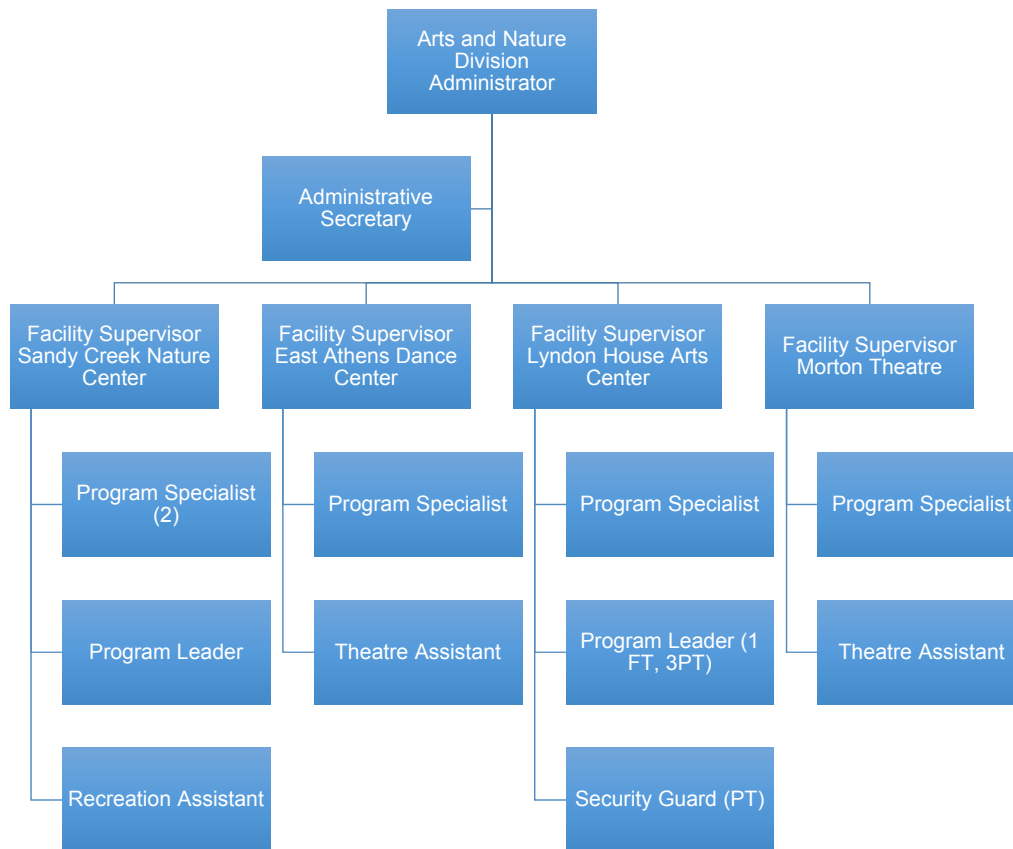 Arts and Nature
Division
Administrator
Administrative
Secretary
Facility Supervisor
Sandy Creek Nature
Center
Facility Supervisor
East Athens Dance
Center
Facility Supervisor
Lyndon House Arts
Center
Facility Supervisor
Morton Theatre
Program Specialist
(2)
Program Leader
Recreation Assistant
Program Specialist
Theatre Assistant
Program Specialist
Program Leader (1
FT, 3PT)
Security Guard (PT)
Program Specialist
Theatre Assistant